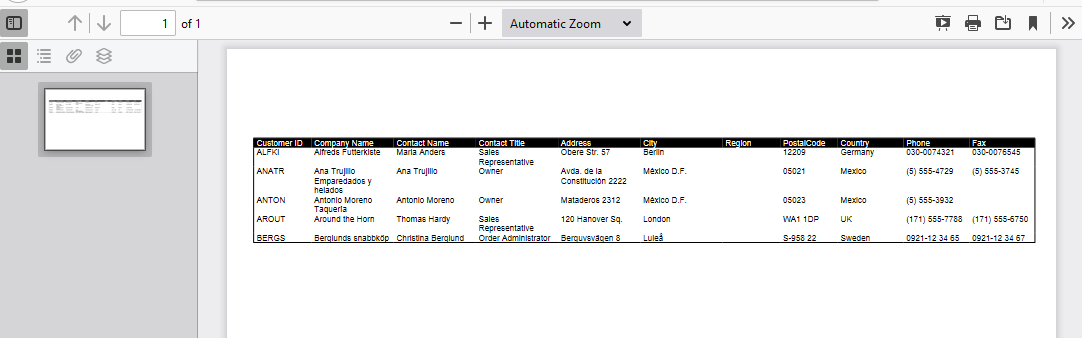 1 of 1 Automatic Zoom
Customer ID Company Name Contact Name Contact Title Address City Region PostalCode Country Phone Fax
ALFKI Alfreds Futterkiste Maria Anders Sales Obere Str. 57 Berlin 12209 Germany 030-0074321 030-0076545
Representative
ANATR Ana Trujillo Ana Trujillo Owner Avda. de la México D.F. 05021 Mexico (5) 555-4729 (5) 555-3745
Emparedados y Constitución 2222
helados
ANTON Antonio Moreno Antonio Moreno Owner Mataderos 2312 México D.F. 05023 Mexico (5) 555-3932
Taquería
AROUT Around the Horn Thomas Hardy Sales 120 Hanover Sq. London WA1 1DP UK (171) 555-7788 (171) 555-6750
Representative
BERGS Berglunds snabbköp Christina Berglund Order Administrator Berguvsvägen 8 Luleå S-958 22 Sweden 0921-12 34 65 0921-12 34 67